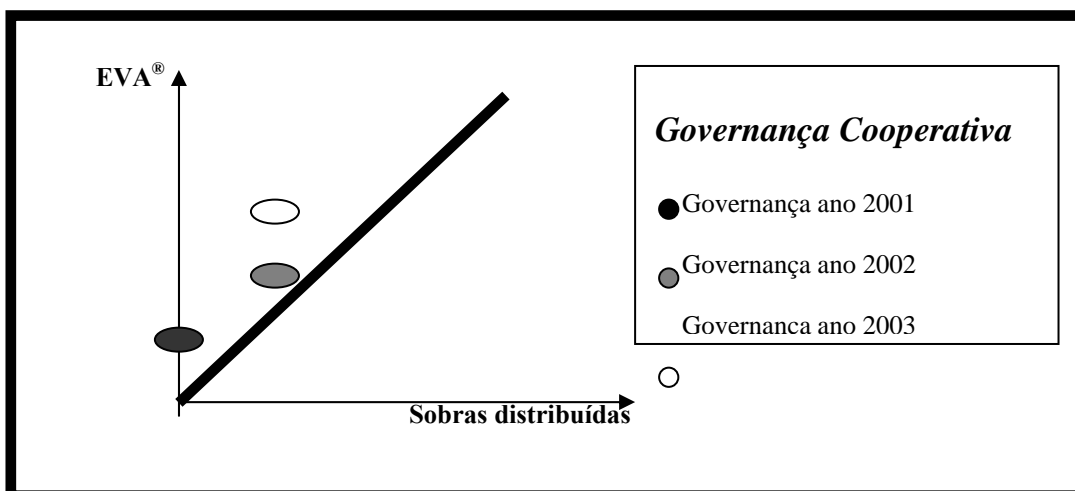 EVA®
Governança Cooperativa
Governança ano 2001
Governança ano 2002
Governanca ano 2003
Sobras distribuídas